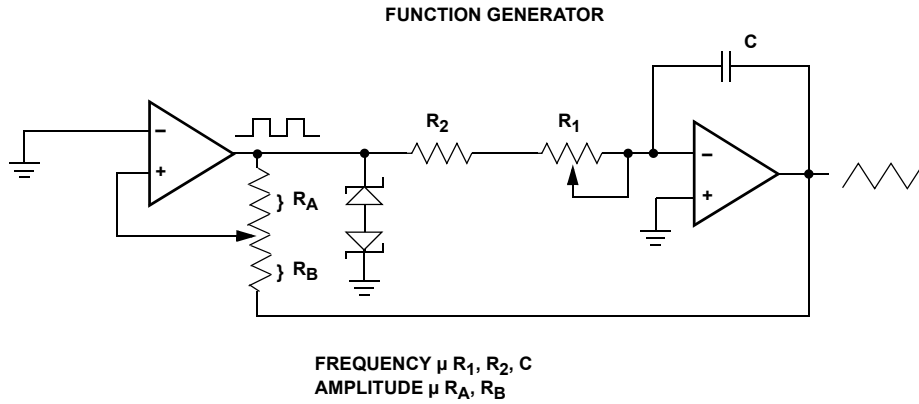 FUNCTION GENERATOR
C
R2
R1
−
+
} RA
} RB
−
+
FREQUENCY μ R1, R2, C
AMPLITUDE μ RA, RB